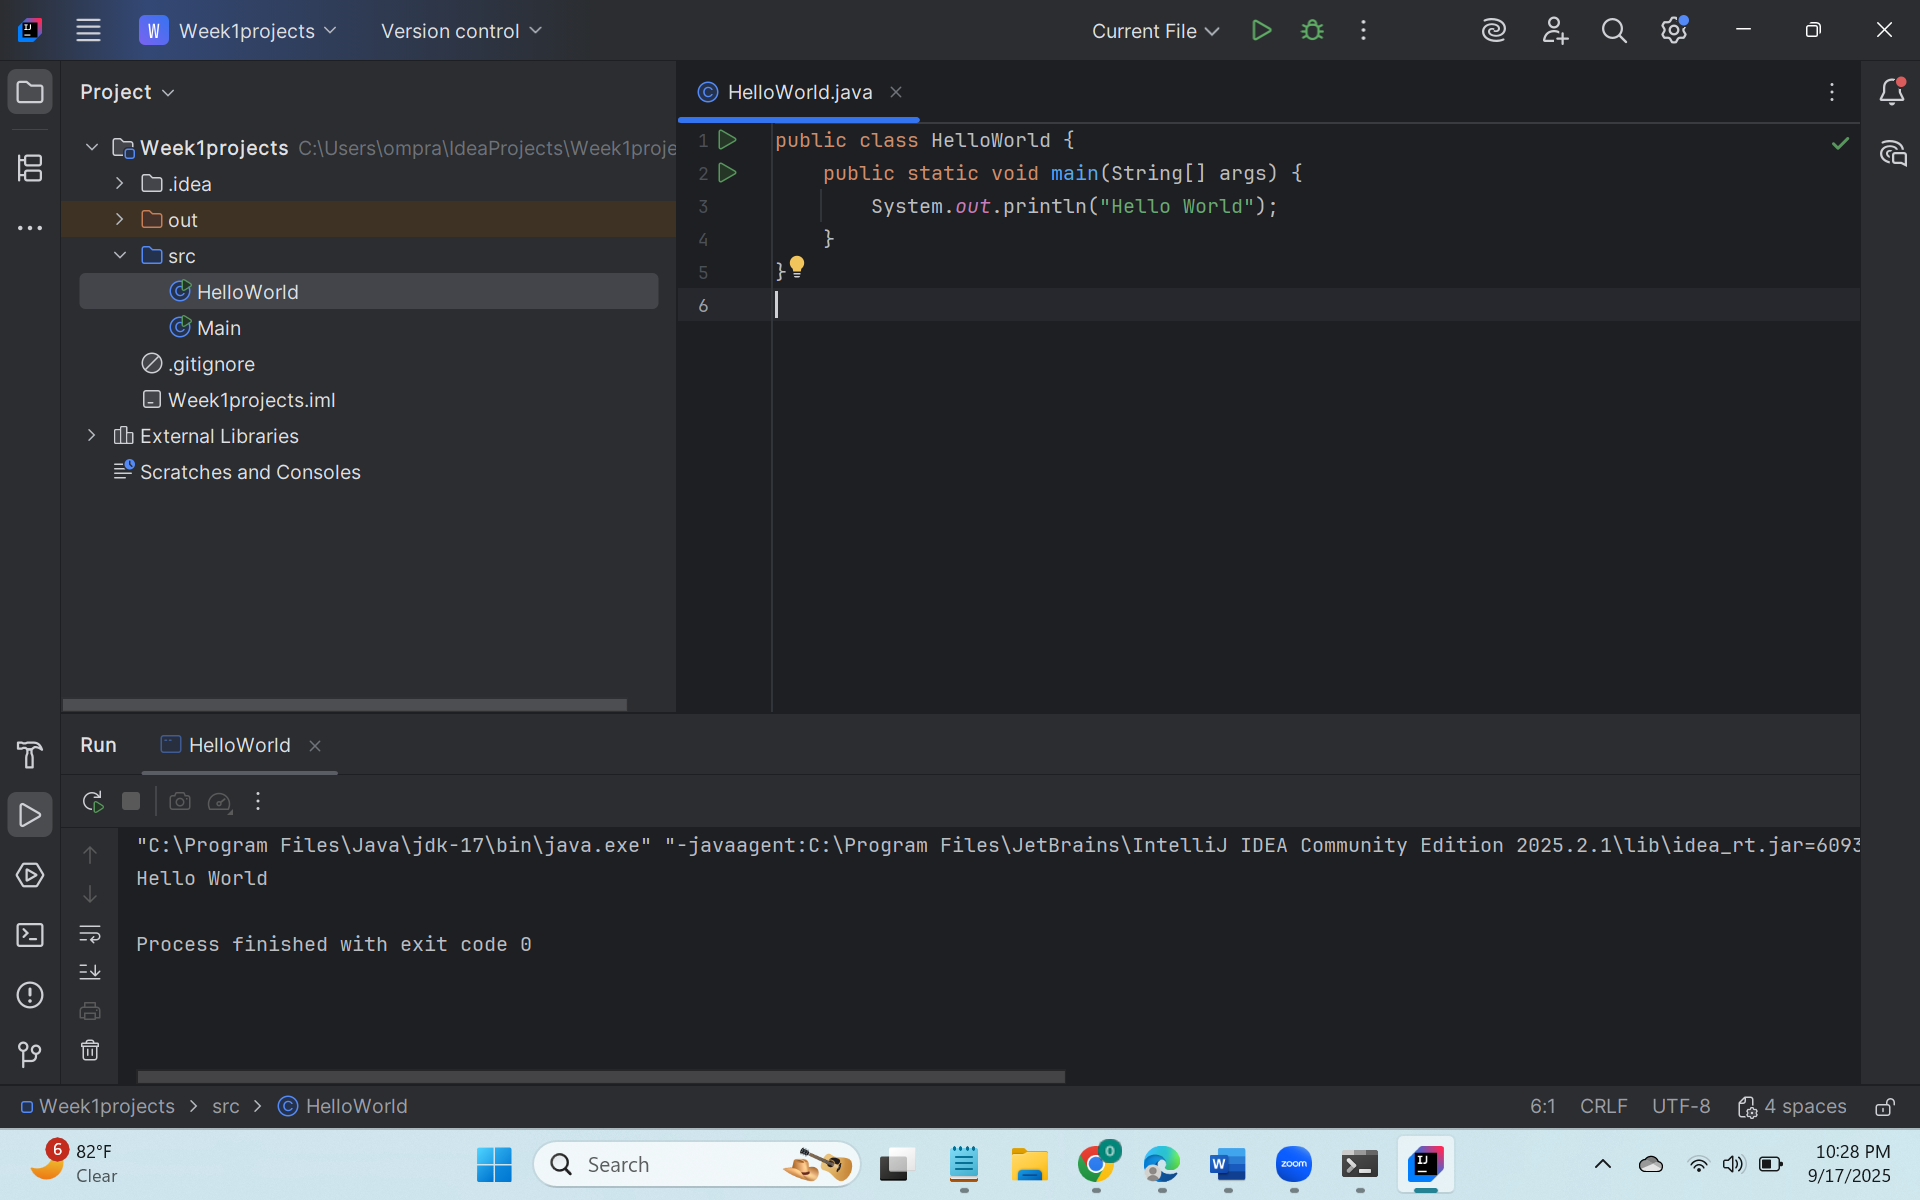 W Week1projects Version control Current File
Project
HelloWorld.java
Week1projects C:\Users\ompra\IdeaProjects\Week1proje
.idea
out
src
HelloWorld
Main
.gitignore
Week1projects.iml
External Libraries
Scratches and Consoles
1 public class HelloWorld {
2 public static void main(String[] args) {
3 System.out.println("Hello World");
4 }
5 }
6
Run HelloWorld
"C:\Program Files\Java\jdk-17\bin\java.exe" "-javaagent:C:\Program Files\JetBrains\IntelliJ IDEA Community Edition 2025.2.1\lib\idea_rt.jar=6093
Hello World
Process finished with exit code 0
Week1projects > src > HelloWorld 6:1 CRLF UTF-8 4 spaces
6 82°F
Clear
Search
0
W
zoom
IJ
10:28 PM
9/17/2025